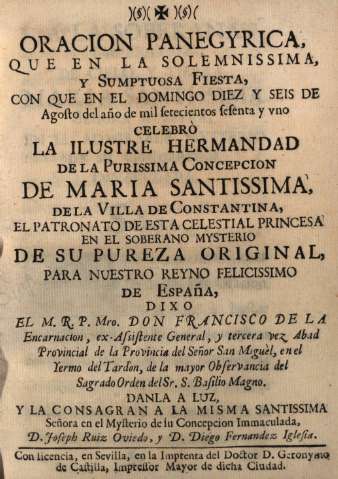 ORACION PANEGYRICA,
QUE EN LA SOLEMNISSIMA,
Y SUMPTUOSA FIESTA,
CON QUE EN EL DOMINGO DIEZ Y SEIS DE
Agosto del año de mil setecientos sesenta y vno
CELEBRÒ
LA ILUSTRE HERMANDAD
DE LA PURISSIMA CONCEPCION
DE MARIA SANTISSIMA,
DE LA VILLA DE CONSTANTINA,
EL PATRONATO DE ESTA CELESTIAL PRINCESA
EN EL SOBERANO MYSTERIO
DE SU PUREZA ORIGINAL,
PARA NUESTRO REYNO FELICISSIMO
DE ESPAÑA,
DIXO
EL M. R. P. Mro. DON FRANCISCO DE LA
Encarnacion, ex-Assistente General, y tercera vez Abad
Provincial de la Provincia del Señor San Miguèl, en el
Yermo del Tardon, de la mayor Observancia del
Sagrado Orden del Sr. S. Basilio Magno.
DANLA A LUZ,
Y LA CONSAGRAN A LA MISMA SANTISSIMA
Señora en el Mysterio de su Concepcion Immaculada,
D. Joseph Ruiz Oviedo, y D. Diego Fernandez Iglesia.
Con licencia, en Sevilla, en la Imprenta del Doctor D. Geronymo
de Castilla, Impressor Mayor de dicha Ciudad.